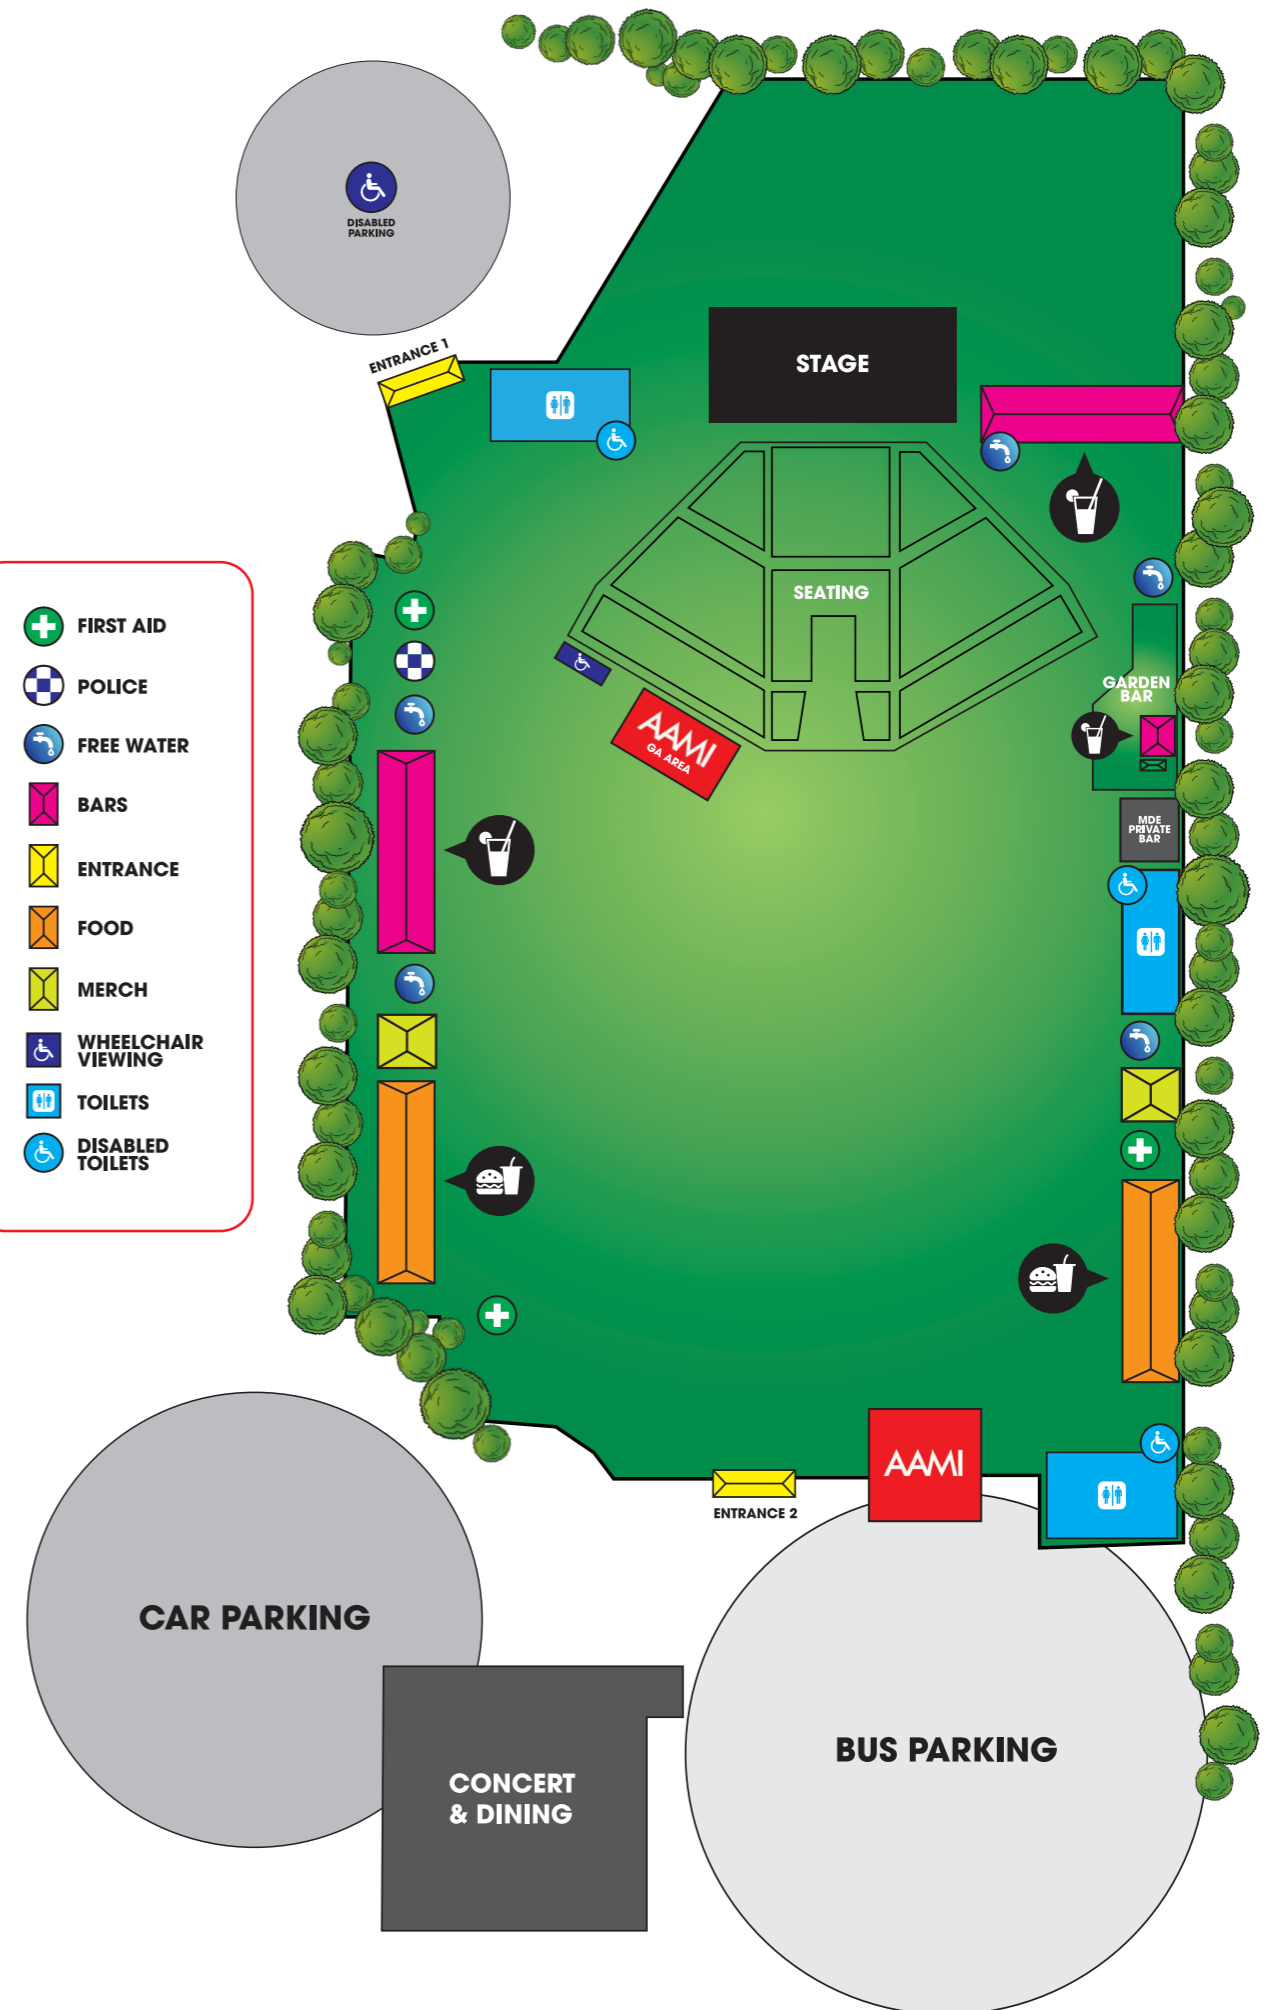 DISABLED
PARKING
ENTRANCE 1
STAGE
SEATING
FIRST AID
POLICE
FREE WATER
BARS
ENTRANCE
FOOD
MERCH
WHEELCHAIR
VIEWING
TOILETS
DISABLED
TOILETS
GARDEN
BAR
AAMI
GA AREA
MDE
PRIVATE
BAR
AAMI
ENTRANCE 2
CAR PARKING
BUS PARKING
CONCERT
& DINING